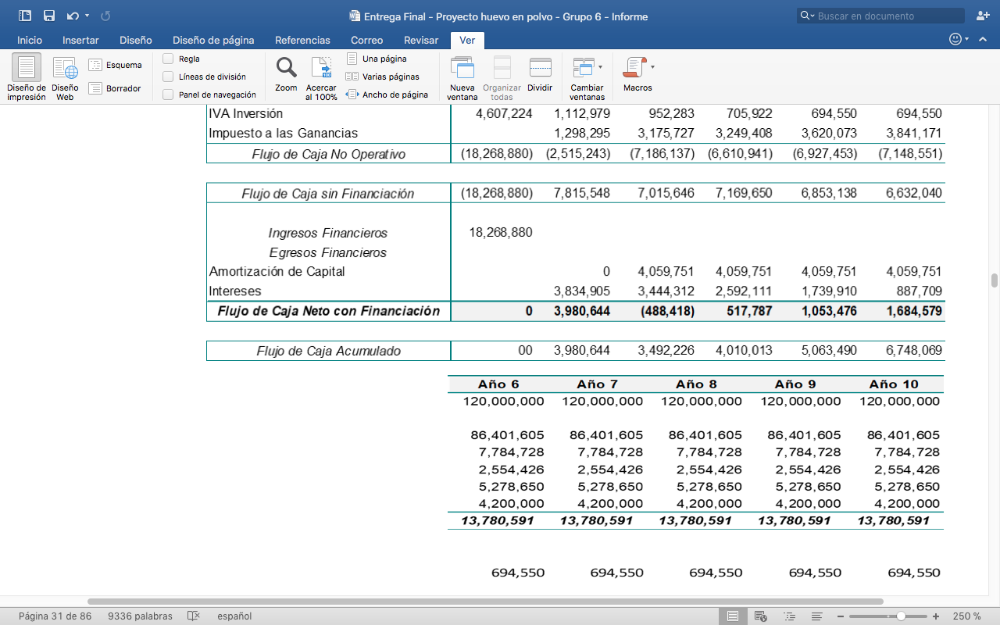 Entrega Final - Proyecto huevo en polvo - Grupo 6 - Informe
Buscar en documento
Inicio Insertar Diseño Diseño de página Referencias Correo Revisar Ver
Diseño de impresión
Diseño Web
Esquema
Borrador
Regla
Líneas de división
Panel de navegación
Zoom
Acercar al 100%
Una página
Varias páginas
Ancho de página
Nueva ventana
Organizar todas
Dividir
Cambiar ventanas
Macros
IVA Inversión 4,607,224 1,112,979 952,283 705,922 694,550 694,550
Impuesto a las Ganancias 1,298,295 3,175,727 3,249,408 3,620,073 3,841,171
Flujo de Caja No Operativo (18,268,880) (2,515,243) (7,186,137) (6,610,941) (6,927,453) (7,148,551)
Flujo de Caja sin Financiación (18,268,880) 7,815,548 7,015,646 7,169,650 6,853,138 6,632,040
Ingresos Financieros 18,268,880
Egresos Financieros
Amortización de Capital 0 4,059,751 4,059,751 4,059,751 4,059,751
Intereses 3,834,905 3,444,312 2,592,111 1,739,910 887,709
Flujo de Caja Neto con Financiación 0 3,980,644 (488,418) 517,787 1,053,476 1,684,579
Flujo de Caja Acumulado 00 3,980,644 3,492,226 4,010,013 5,063,490 6,748,069
Año 6 Año 7 Año 8 Año 9 Año 10
120,000,000 120,000,000 120,000,000 120,000,000 120,000,000
86,401,605 86,401,605 86,401,605 86,401,605 86,401,605
7,784,728 7,784,728 7,784,728 7,784,728 7,784,728
2,554,426 2,554,426 2,554,426 2,554,426 2,554,426
5,278,650 5,278,650 5,278,650 5,278,650 5,278,650
4,200,000 4,200,000 4,200,000 4,200,000 4,200,000
13,780,591 13,780,591 13,780,591 13,780,591 13,780,591
694,550 694,550 694,550 694,550 694,550
Página 31 de 86 9336 palabras español 250 %